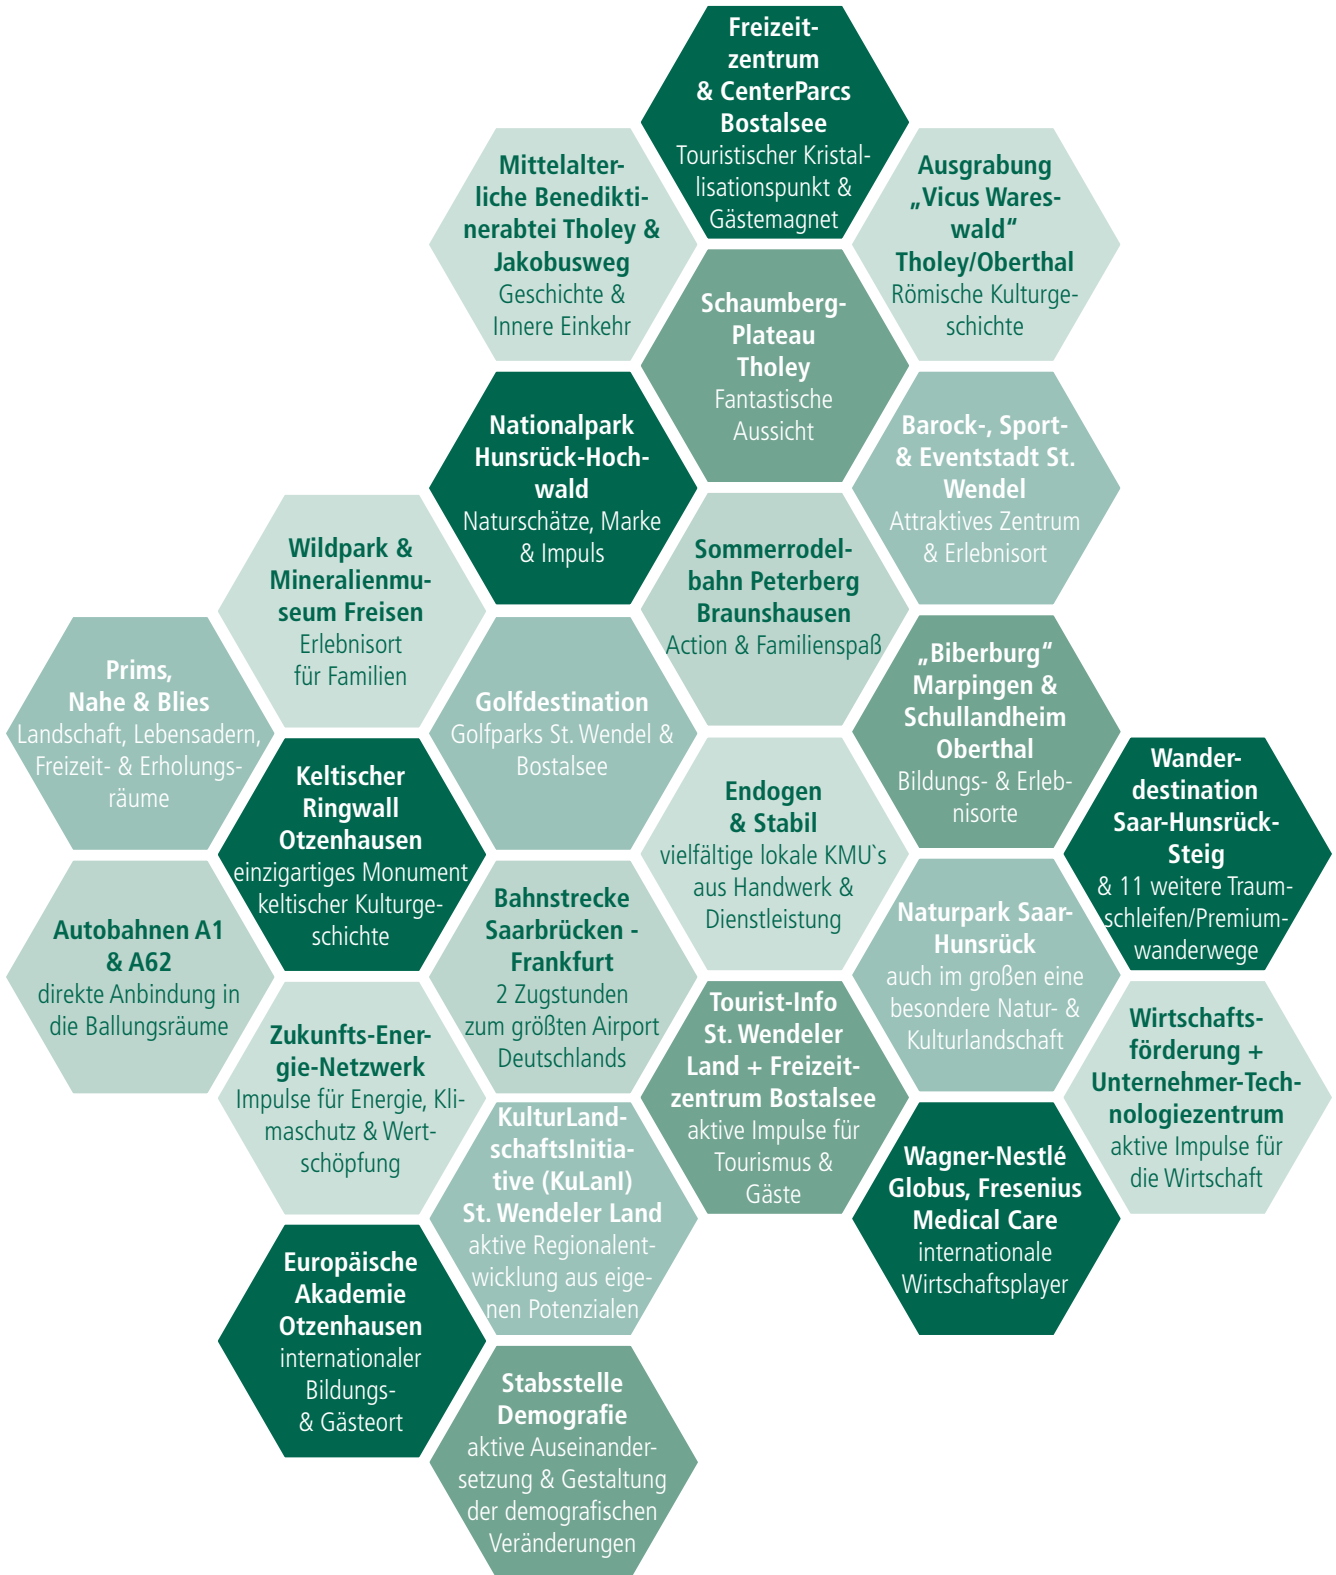 Freizeit-
zentrum
& CenterParcs
Bostalsee
Touristischer Kristal-
lisationspunkt &
Gästemagnet
Mittelalter-
liche Benedikti-
nerabtei Tholey &
Jakobusweg
Geschichte &
Innere Einkehr
Ausgrabung
„Vicus Wares-
wald“
Tholey/Oberthal
Römische Kulturge-
schichte
Schaumberg-
Plateau
Tholey
Fantastische
Aussicht
Nationalpark
Hunsrück-Hoch-
wald
Naturschätze, Marke
& Impuls
Barock-, Sport-
& Eventstadt St.
Wendel
Attraktives Zentrum
& Erlebnisort
Wildpark &
Mineralienmu-
seum Freisen
Erlebnisort
für Familien
Sommerrodel-
bahn Peterberg
Braunshausen
Action & Familienspaß
Prims,
Nahe & Blies
Landschaft, Lebensadern,
Freizeit- & Erholungs-
räume
Golfdestination
Golfparks St. Wendel &
Bostalsee
„Biberburg“
Marpingen &
Schullandheim
Oberthal
Bildungs- & Erleb-
nisorte
Keltischer
Ringwall
Otzenhausen
einzigartiges Monument
keltischer Kulturge-
schichte
Endogen
& Stabil
vielfältige lokale KMU`s
aus Handwerk &
Dienstleistung
Wander-
destination
Saar-Hunsrück-
Steig
& 11 weitere Traum-
schleifen/Premium-
wanderwege
Autobahnen A1
& A62
direkte Anbindung in
die Ballungsräume
Bahnstrecke
Saarbrücken -
Frankfurt
2 Zugstunden
zum größten Airport
Deutschlands
Naturpark Saar-
Hunsrück
auch im großen eine
besondere Natur- &
Kulturlandschaft
Zukunfts-Ener-
gie-Netzwerk
Impulse für Energie, Kli-
maschutz & Wert-
schöpfung
Tourist-Info
St. Wendeler
Land + Freizeit-
zentrum Bostalsee
aktive Impulse für
Tourismus &
Gäste
Wirtschafts-
förderung +
Unternehmer-Tech-
nologiezentrum
aktive Impulse für
die Wirtschaft
KulturLand-
schaftsInitia-
tive (KuLanI)
St. Wendeler Land
aktive Regionalent-
wicklung aus eige-
nen Potenzialen
Wagner-Nestlé
Globus, Fresenius
Medical Care
internationale
Wirtschaftsplayer
Europäische
Akademie
Otzenhausen
internationaler
Bildungs-
& Gästeort
Stabsstelle
Demografie
aktive Auseinander-
setzung & Gestaltung
der demografischen
Veränderungen